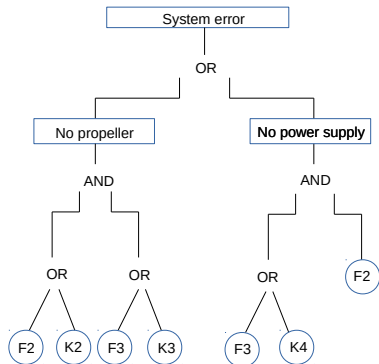 System error
OR
No propeller
No power supply
AND
AND
OR
OR
OR
F2
F2
K2
F3
K3
F3
K4